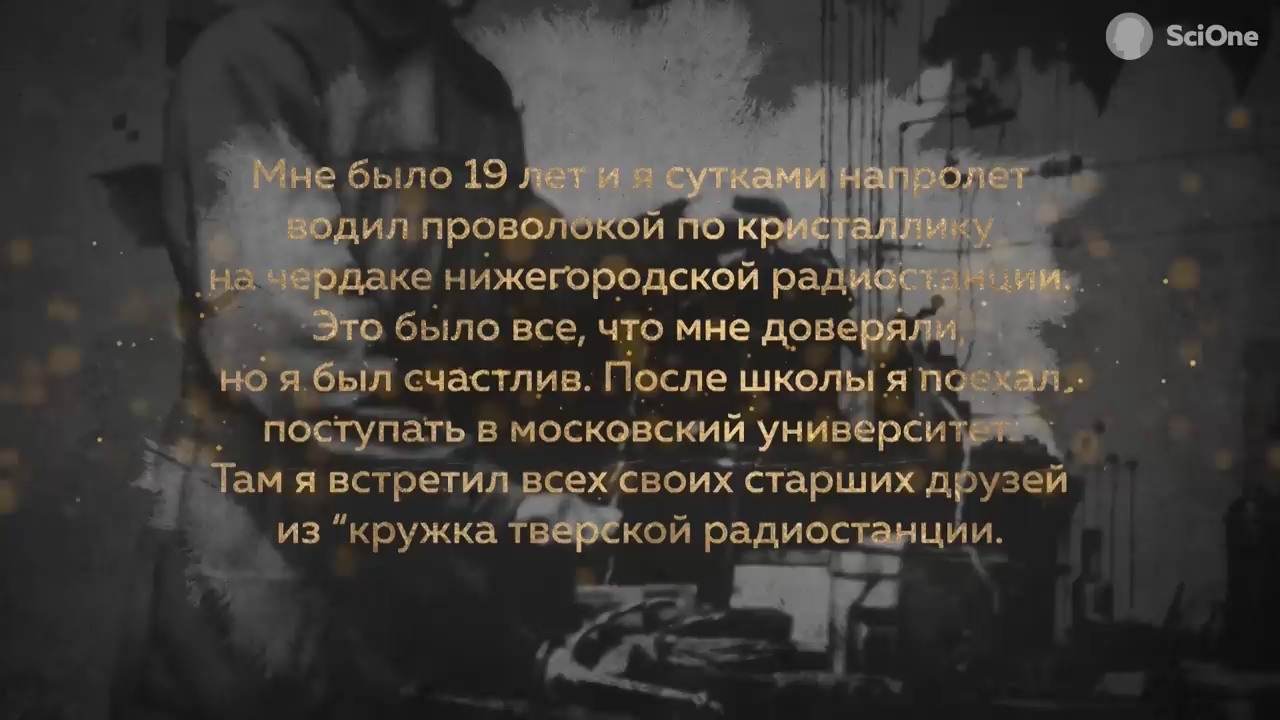 SciOne
Мне было 19 лет и я сутками напролет
водил проволокой по кристаллику
на чердаке нижегородской радиостанции.
Это было все, что мне доверяли,
но я был счастлив. После школы я поехал,
поступать в московский университет.
Там я встретил всех своих старших друзей
из “кружка тверской радиостанции.